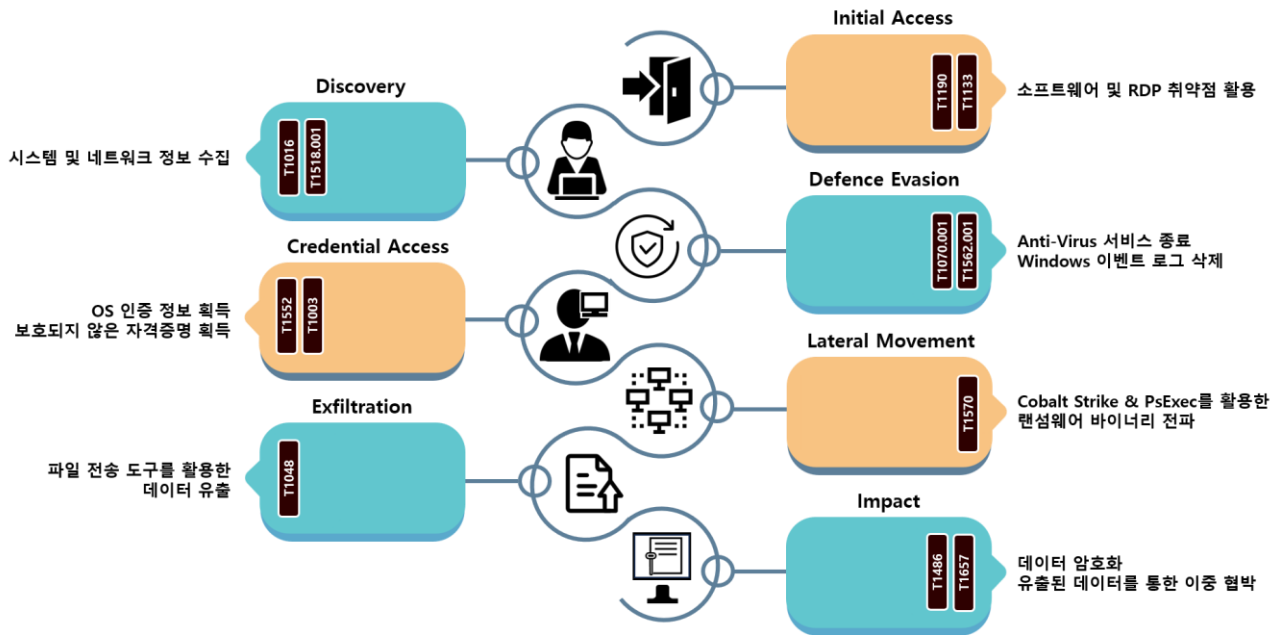 Initial Access
T1190
T1133
소프트웨어 및 RDP 취약점 활용
Discovery
시스템 및 네트워크 정보 수집
T1016
T1518.001
Defence Evasion
T1070.001
T1562.001
Anti-Virus 서비스 종료
Windows 이벤트 로그 삭제
Credential Access
OS 인증 정보 획득
보호되지 않은 자격증명 획득
T1552
T1003
Lateral Movement
T1570
Cobalt Strike & PsExec를 활용한
랜섬웨어 바이너리 전파
Exfiltration
파일 전송 도구를 활용한
데이터 유출
T1048
Impact
T1486
T1657
데이터 암호화
유출된 데이터를 통한 이중 협박